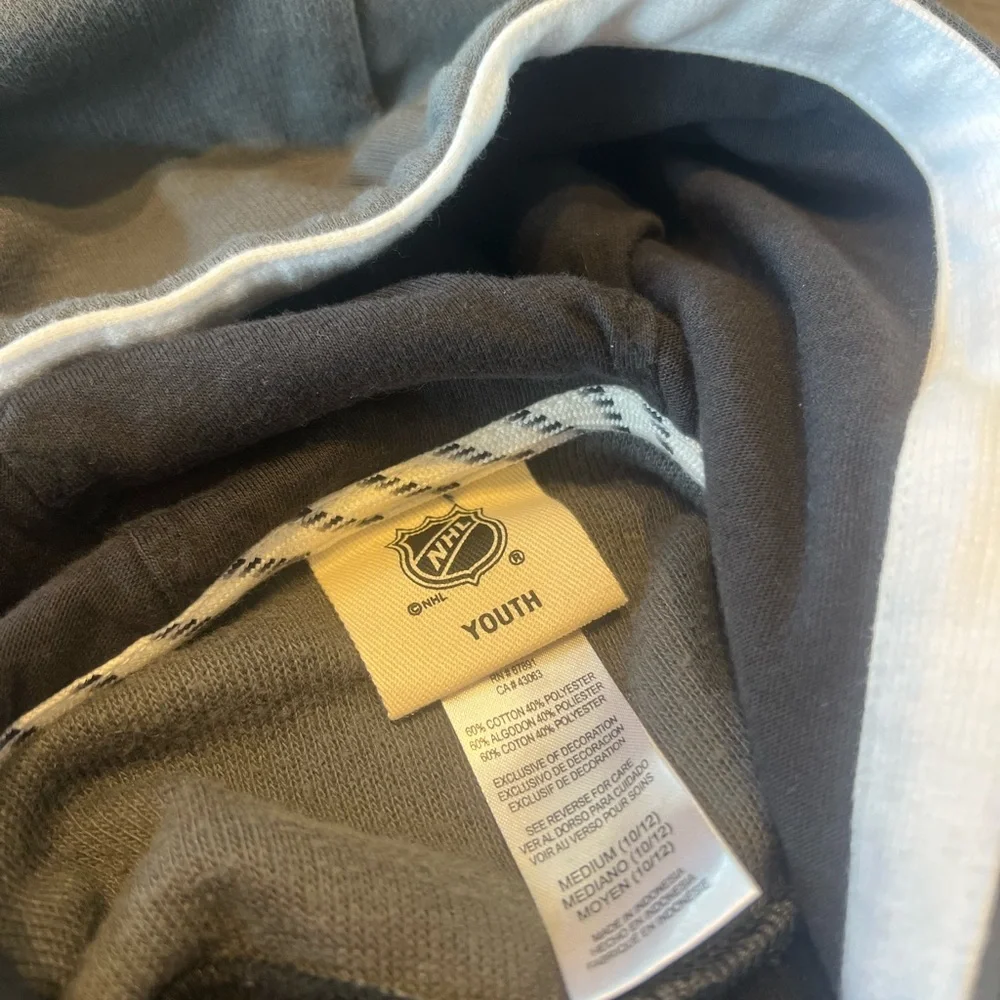 NHL
®
©NHL
YOUTH
RN# 67891
CA# 43063
60% COTTON 40% POLYESTER
60% ALGODON 40% POLIESTER
60% COTON 40% POLYESTER
EXCLUSIVE OF DECORATION
EXCLUSIVO DE DECORACION
EXCLUSIF DE DECORATION
SEE REVERSE FOR CARE
VER AL DORSO PARA CUIDADO
VOIR AU VERSO POUR SOINS
MEDIUM (10/12)
MEDIANO (10/12)
MOYEN (10/12)
MADE IN INDONESIA
HECHO EN INDONESIA
FABRIQUE EN INDONESIE